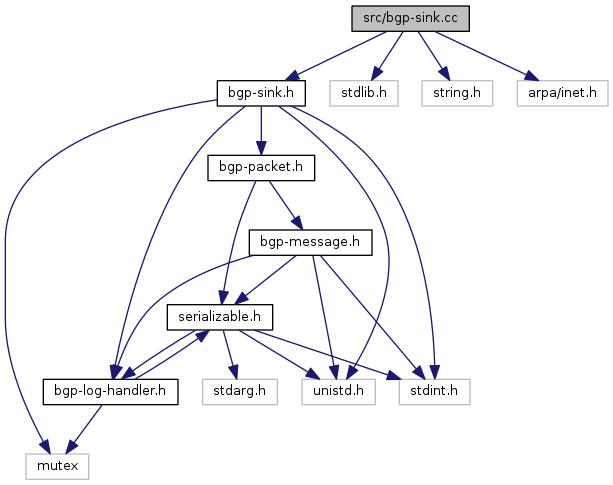 src/bgp-sink.cc
bgp-sink.h
stdlib.h
string.h
arpa/inet.h
bgp-packet.h
bgp-message.h
serializable.h
bgp-log-handler.h
stdarg.h
unistd.h
stdint.h
mutex